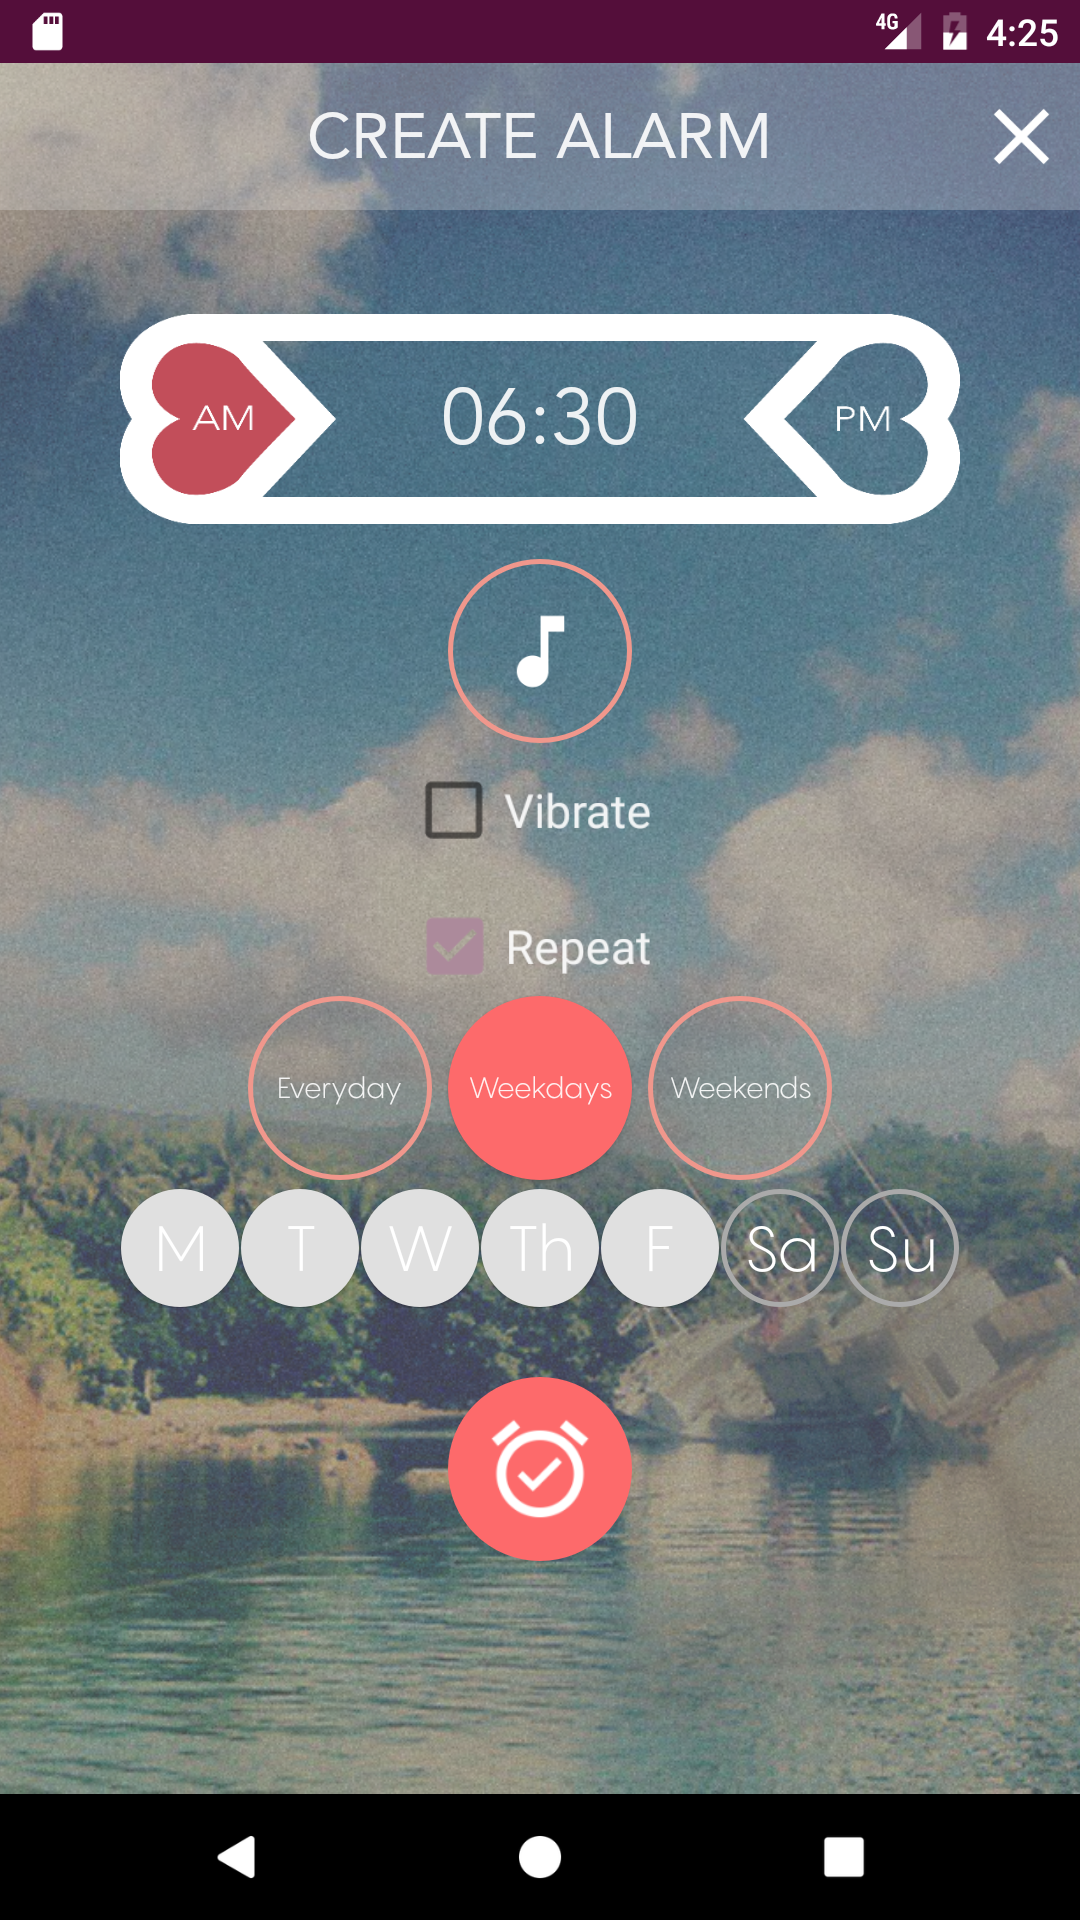 4G 4:25
CREATE ALARM
AM 06:30 PM
Vibrate
Repeat
Everyday Weekdays Weekends
M T W Th F Sa Su